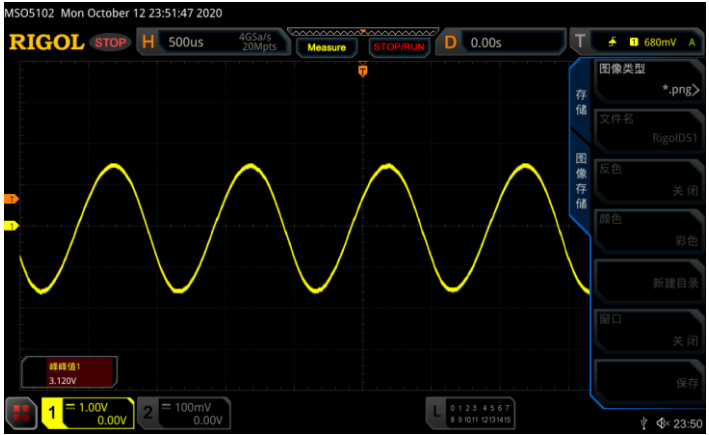 MSO5102 Mon October 12 23:51:47 2020
RIGOL STOP H 500us 4GSa/s 20Mpts Measure STOP/RUN D 0.00s T 1 680mV A
T
存储
图像类型
*.png>
文件名
RigolDS1
图像存储
反色
关闭
颜色
彩色
新建目录
窗口
关闭
保存
T
1
峰峰值1
3.120V
1 1.00V 0.00V
2 100mV 0.00V
L 0 1 2 3 4 5 6 7
8 9 10 11 12 13 14 15
23:50